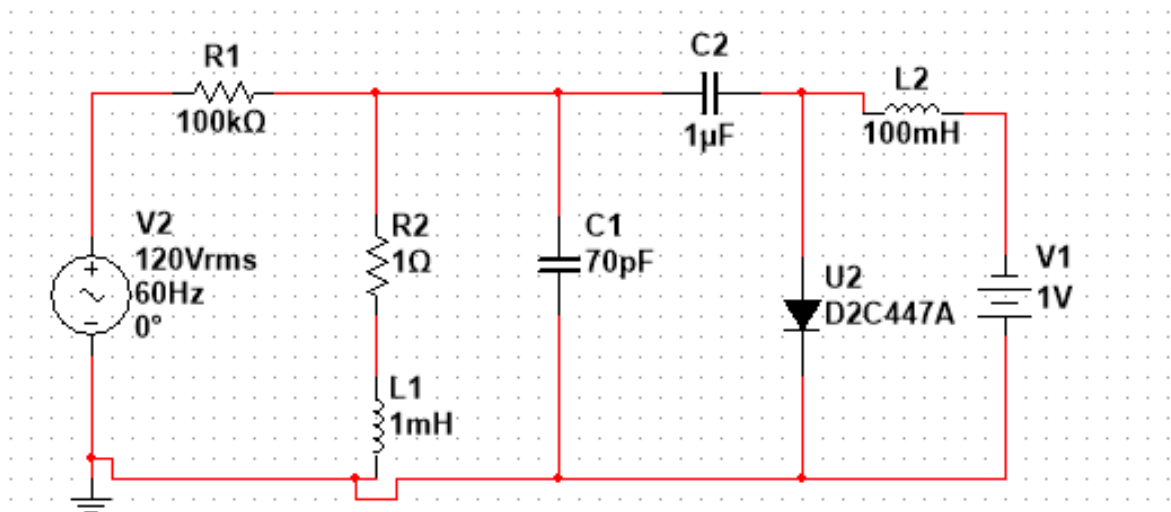 R1
100kΩ
C2
1µF
L2
100mH
V2
120Vrms
60Hz
0°
R2
1Ω
C1
70pF
U2
D2C447A
V1
1V
L1
1mH